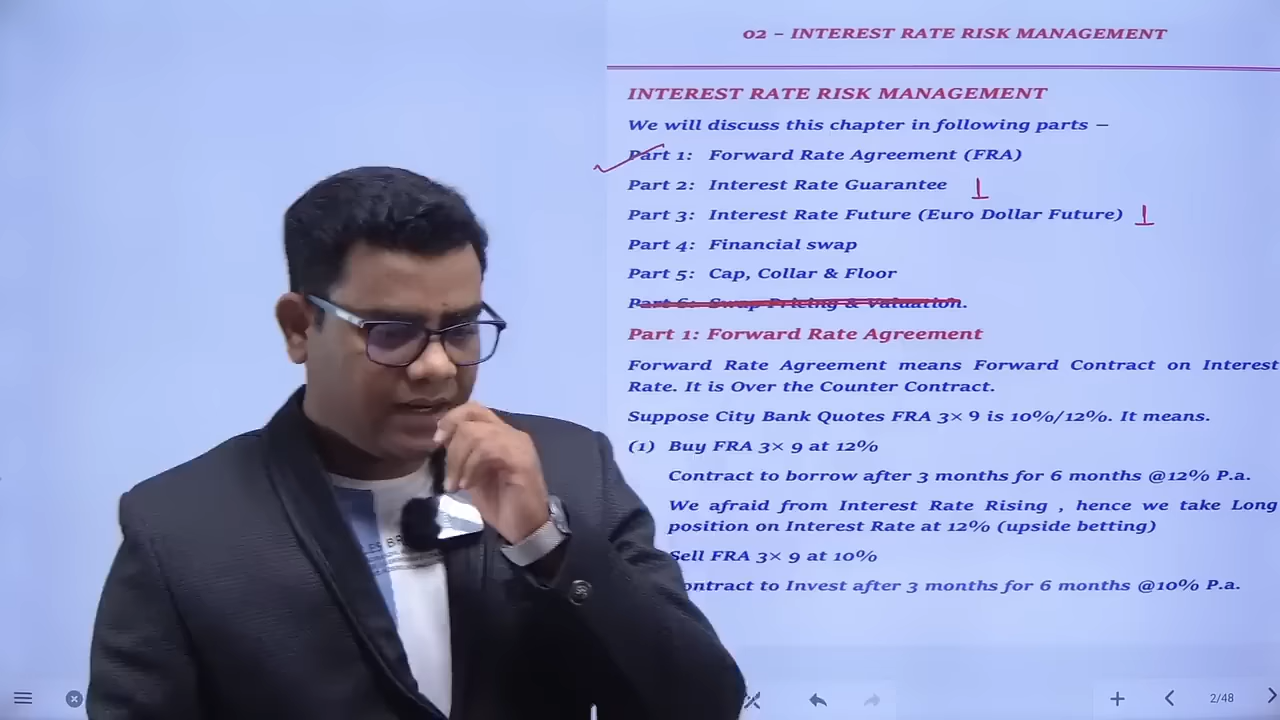 02 – INTEREST RATE RISK MANAGEMENT
INTEREST RATE RISK MANAGEMENT
We will discuss this chapter in following parts –
Part 1: Forward Rate Agreement (FRA)
Part 2: Interest Rate Guarantee
Part 3: Interest Rate Future (Euro Dollar Future)
Part 4: Financial swap
Part 5: Cap, Collar & Floor
Part 6: Swap Pricing & Valuation.
Part 1: Forward Rate Agreement
Forward Rate Agreement means Forward Contract on Interest
Rate. It is Over the Counter Contract.
Suppose City Bank Quotes FRA 3× 9 is 10%/12%. It means.
(1) Buy FRA 3× 9 at 12%
Contract to borrow after 3 months for 6 months @12% P.a.
We afraid from Interest Rate Rising , hence we take Long
position on Interest Rate at 12% (upside betting)
Sell FRA 3× 9 at 10%
ontract to Invest after 3 months for 6 months @10% P.a.
2/48